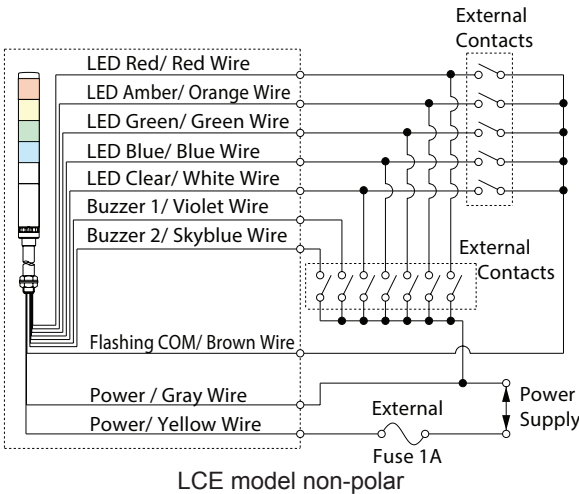 External
Contacts
LED Red/ Red Wire
LED Amber/ Orange Wire
LED Green/ Green Wire
LED Blue/ Blue Wire
LED Clear/ White Wire
Buzzer 1/ Violet Wire
Buzzer 2/ Skyblue Wire
External
Contacts
Flashing COM/ Brown Wire
Power / Gray Wire
Power/ Yellow Wire
External
Fuse 1A
Power
Supply
LCE model non-polar